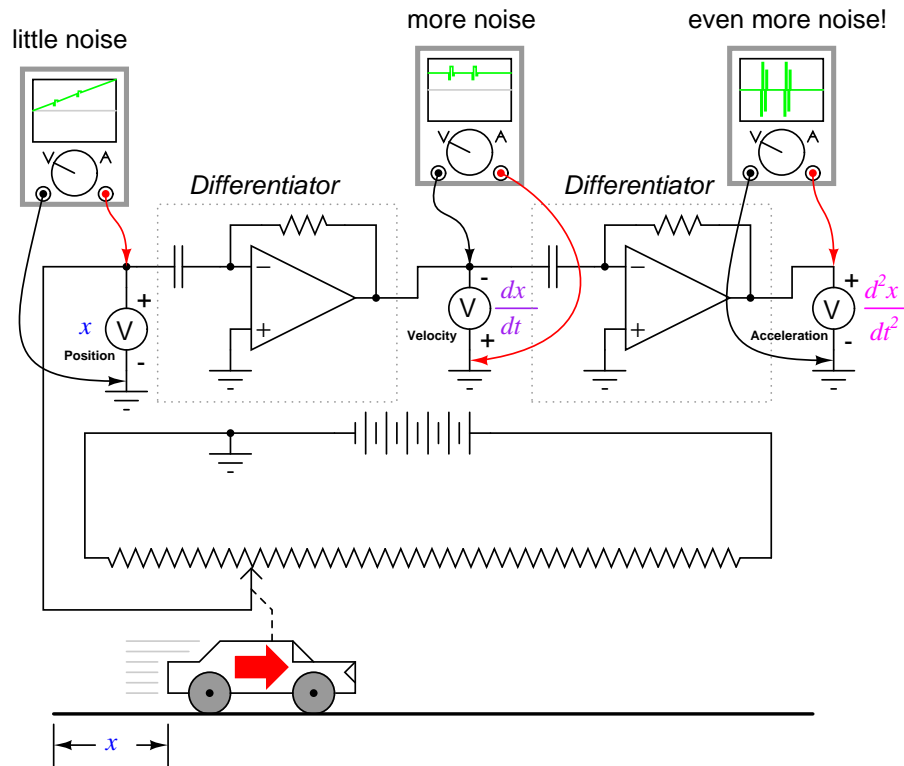 little noise
more noise
even more noise!
V A
V A
V A
Differentiator
Differentiator
x
V
+
-
Position
−
+
-
V
+
Velocity
dx
dt
−
+
+
V
-
Acceleration
d²x
dt²
x